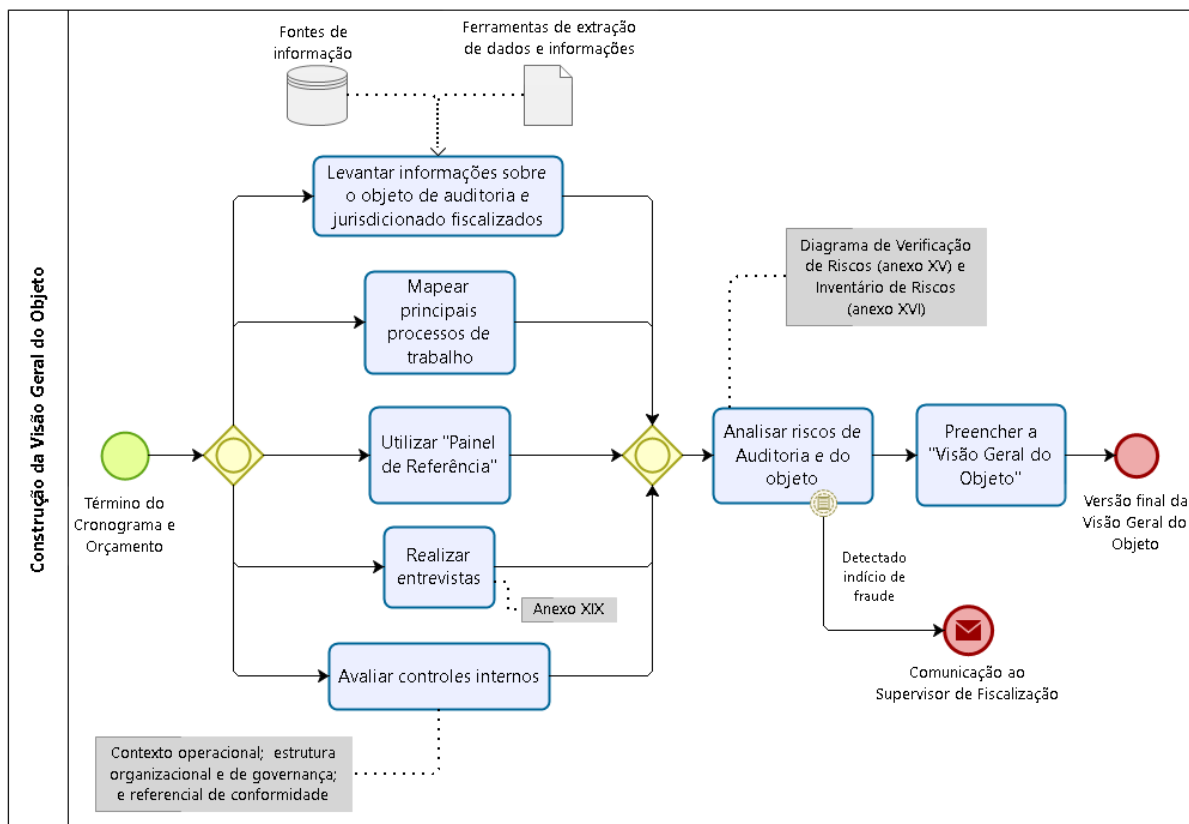 Construção da Visão Geral do Objeto
Fontes de
informação
Ferramentas de extração
de dados e informações
Levantar informações sobre
o objeto de auditoria e
jurisdicionado fiscalizados
Mapear
principais
processos de
trabalho
Diagrama de Verificação
de Riscos (anexo XV) e
Inventário de Riscos
(anexo XVI)
Término do
Cronograma e
Orçamento
Utilizar "Painel
de Referência"
Analisar riscos de
Auditoria e do
objeto
Preencher a
"Visão Geral do
Objeto"
Versão final da
Visão Geral do
Objeto
Realizar
entrevistas
Anexo XIX
Detectado
indício de
fraude
Comunicação ao
Supervisor de Fiscalização
Avaliar controles internos
Contexto operacional; estrutura
organizacional e de governança;
e referencial de conformidade